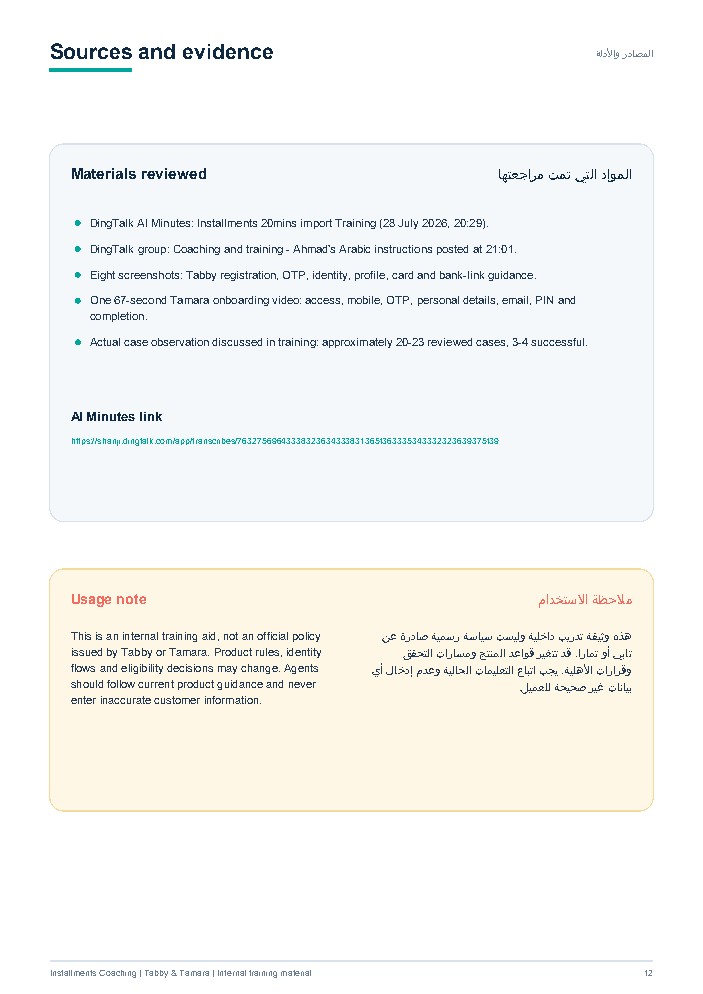 Sources and evidence
المصادر والأدلة
Materials reviewed
المواد التي تمت مراجعتها
DingTalk AI Minutes: Installments 20mins import Training (28 July 2026, 20:29).
DingTalk group: Coaching and training - Ahmad's Arabic instructions posted at 21:01.
Eight screenshots: Tabby registration, OTP, identity, profile, card and bank-link guidance.
One 67-second Tamara onboarding video: access, mobile, OTP, personal details, email, PIN and
completion.
Actual case observation discussed in training: approximately 20-23 reviewed cases, 3-4 successful.
AI Minutes link
Usage note
ملاحظة الاستخدام
This is an internal training aid, not an official policy
issued by Tabby or Tamara. Product rules, identity
flows and eligibility decisions may change. Agents
should follow current product guidance and never
enter inaccurate customer information.
هذه وثيقة تدريب داخلية وليست سياسة رسمية صادرة عن
تابي أو تمارا. قد تتغير قواعد المنتج ومسارات التحقق
وقرارات الأهلية. يجب اتباع التعليمات الحالية وعدم إدخال أي
بيانات غير صحيحة للعميل.
Installments Coaching | Tabby & Tamara | Internal training material
12